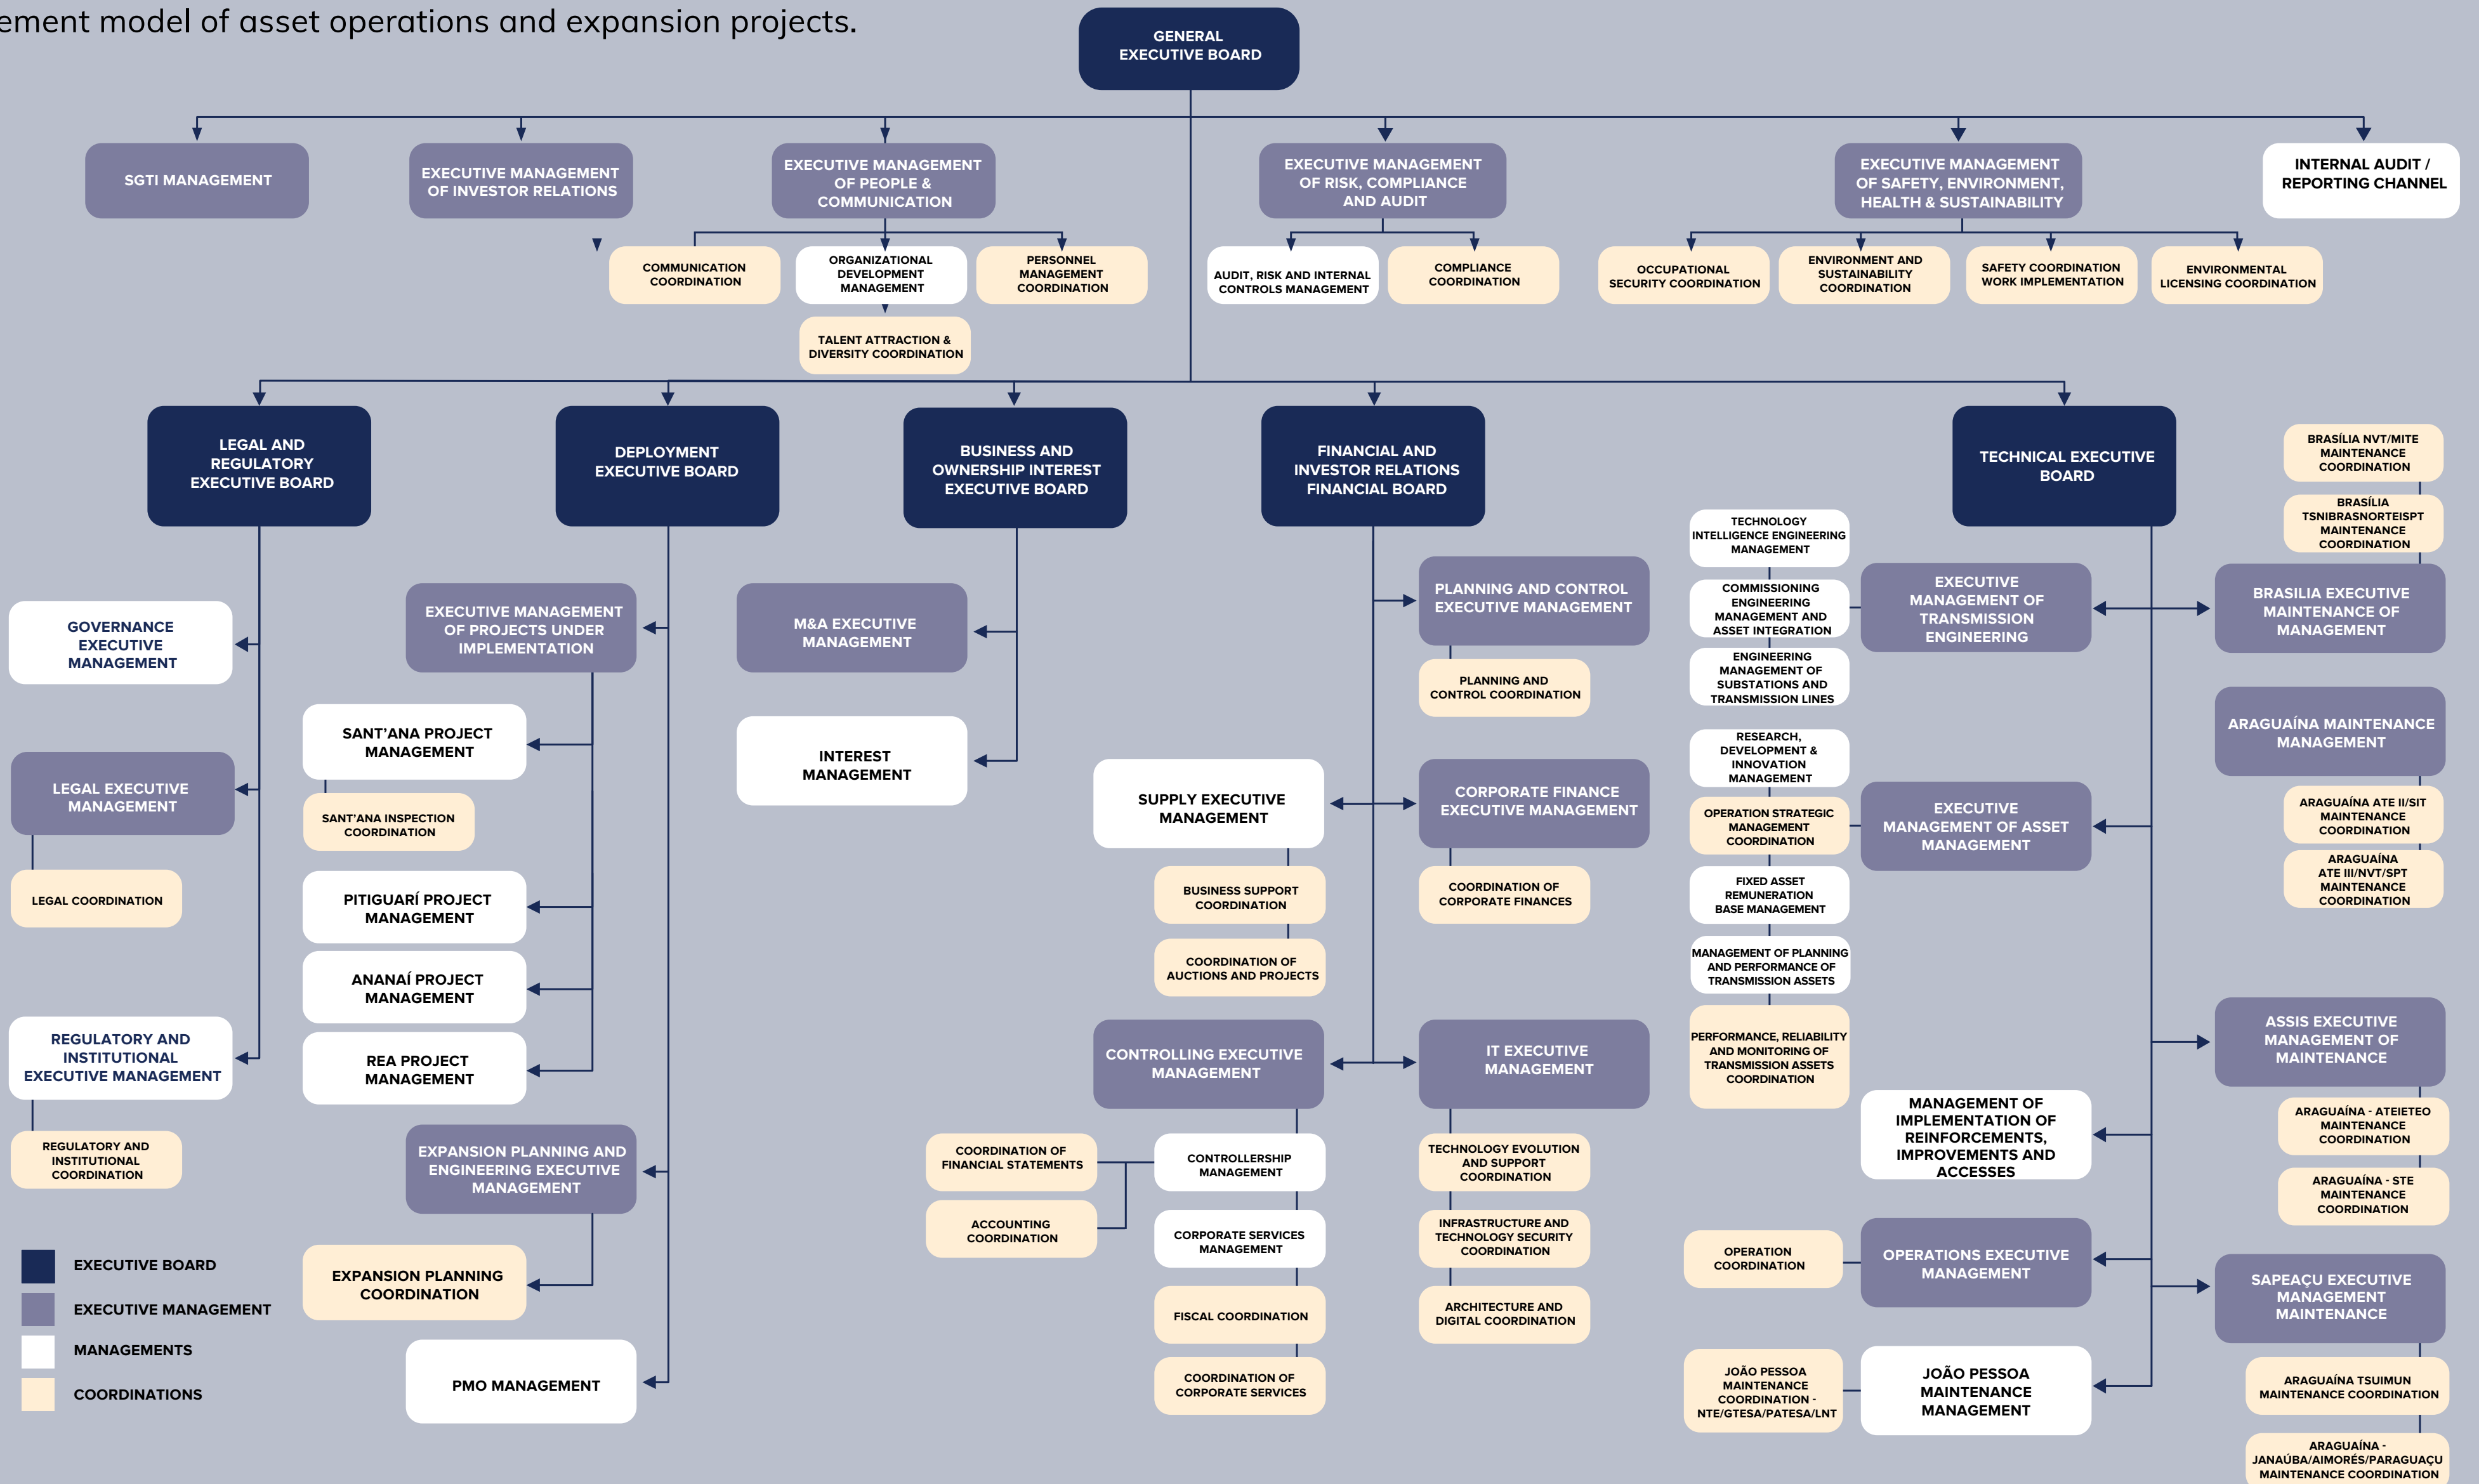 ement model of asset operations and expansion projects.
GENERAL
EXECUTIVE BOARD
SGTI MANAGEMENT
EXECUTIVE MANAGEMENT
OF INVESTOR RELATIONS
EXECUTIVE MANAGEMENT
OF PEOPLE &
COMMUNICATION
EXECUTIVE MANAGEMENT
OF RISK, COMPLIANCE
AND AUDIT
EXECUTIVE MANAGEMENT
OF SAFETY, ENVIRONMENT,
HEALTH & SUSTAINABILITY
INTERNAL AUDIT /
REPORTING CHANNEL
COMMUNICATION
COORDINATION
ORGANIZATIONAL
DEVELOPMENT
MANAGEMENT
PERSONNEL
MANAGEMENT
COORDINATION
AUDIT, RISK AND INTERNAL
CONTROLS MANAGEMENT
COMPLIANCE
COORDINATION
OCCUPATIONAL
SECURITY COORDINATION
ENVIRONMENT AND
SUSTAINABILITY
COORDINATION
SAFETY COORDINATION
WORK IMPLEMENTATION
ENVIRONMENTAL
LICENSING COORDINATION
TALENT ATTRACTION &
DIVERSITY COORDINATION
LEGAL AND
REGULATORY
EXECUTIVE BOARD
DEPLOYMENT
EXECUTIVE BOARD
BUSINESS AND
OWNERSHIP INTEREST
EXECUTIVE BOARD
FINANCIAL AND
INVESTOR RELATIONS
FINANCIAL BOARD
TECHNICAL EXECUTIVE
BOARD
GOVERNANCE
EXECUTIVE
MANAGEMENT
LEGAL EXECUTIVE
MANAGEMENT
LEGAL COORDINATION
REGULATORY AND
INSTITUTIONAL
EXECUTIVE MANAGEMENT
REGULATORY AND
INSTITUTIONAL
COORDINATION
EXECUTIVE MANAGEMENT
OF PROJECTS UNDER
IMPLEMENTATION
SANT'ANA PROJECT
MANAGEMENT
SANT'ANA INSPECTION
COORDINATION
PITIGUARÍ PROJECT
MANAGEMENT
ANANAÍ PROJECT
MANAGEMENT
REA PROJECT
MANAGEMENT
EXPANSION PLANNING AND
ENGINEERING EXECUTIVE
MANAGEMENT
EXPANSION PLANNING
COORDINATION
PMO MANAGEMENT
M&A EXECUTIVE
MANAGEMENT
INTEREST
MANAGEMENT
PLANNING AND CONTROL
EXECUTIVE MANAGEMENT
PLANNING AND
CONTROL COORDINATION
SUPPLY EXECUTIVE
MANAGEMENT
BUSINESS SUPPORT
COORDINATION
COORDINATION OF
AUCTIONS AND PROJECTS
CORPORATE FINANCE
EXECUTIVE MANAGEMENT
COORDINATION OF
CORPORATE FINANCES
CONTROLLING EXECUTIVE
MANAGEMENT
COORDINATION OF
FINANCIAL STATEMENTS
ACCOUNTING
COORDINATION
CONTROLLERSHIP
MANAGEMENT
CORPORATE SERVICES
MANAGEMENT
FISCAL COORDINATION
COORDINATION OF
CORPORATE SERVICES
IT EXECUTIVE
MANAGEMENT
TECHNOLOGY EVOLUTION
AND SUPPORT
COORDINATION
INFRASTRUCTURE AND
TECHNOLOGY SECURITY
COORDINATION
ARCHITECTURE AND
DIGITAL COORDINATION
TECHNOLOGY
INTELLIGENCE ENGINEERING
MANAGEMENT
COMMISSIONING
ENGINEERING
MANAGEMENT AND
ASSET INTEGRATION
ENGINEERING
MANAGEMENT OF
SUBSTATIONS AND
TRANSMISSION LINES
EXECUTIVE
MANAGEMENT OF
TRANSMISSION
ENGINEERING
RESEARCH,
DEVELOPMENT &
INNOVATION
MANAGEMENT
OPERATION STRATEGIC
MANAGEMENT
COORDINATION
FIXED ASSET
REMUNERATION
BASE MANAGEMENT
MANAGEMENT OF PLANNING
AND PERFORMANCE OF
TRANSMISSION ASSETS
PERFORMANCE, RELIABILITY
AND MONITORING OF
TRANSMISSION ASSETS
COORDINATION
EXECUTIVE
MANAGEMENT OF ASSET
MANAGEMENT
MANAGEMENT OF
IMPLEMENTATION OF
REINFORCEMENTS,
IMPROVEMENTS AND
ACCESSES
OPERATION
COORDINATION
OPERATIONS EXECUTIVE
MANAGEMENT
JOÃO PESSOA
MAINTENANCE
COORDINATION -
NTE/GTESA/PATESA/LNT
JOÃO PESSOA
MAINTENANCE
MANAGEMENT
BRASÍLIA NVT/MITE
MAINTENANCE
COORDINATION
BRASÍLIA
TSNIBRASNORTEISPT
MAINTENANCE
COORDINATION
BRASILIA EXECUTIVE
MAINTENANCE OF
MANAGEMENT
ARAGUAÍNA MAINTENANCE
MANAGEMENT
ARAGUAÍNA ATE II/SIT
MAINTENANCE
COORDINATION
ARAGUAÍNA
ATE III/NVT/SPT
MAINTENANCE
COORDINATION
ASSIS EXECUTIVE
MANAGEMENT OF
MAINTENANCE
ARAGUAÍNA - ATEIETEO
MAINTENANCE
COORDINATION
ARAGUAÍNA - STE
MAINTENANCE
COORDINATION
SAPEAÇU EXECUTIVE
MANAGEMENT
MAINTENANCE
ARAGUAÍNA TSUIMUN
MAINTENANCE COORDINATION
ARAGUAÍNA -
JANAÚBA/AIMORÉS/PARAGUAÇU
MAINTENANCE COORDINATION
EXECUTIVE BOARD
EXECUTIVE MANAGEMENT
MANAGEMENTS
COORDINATIONS